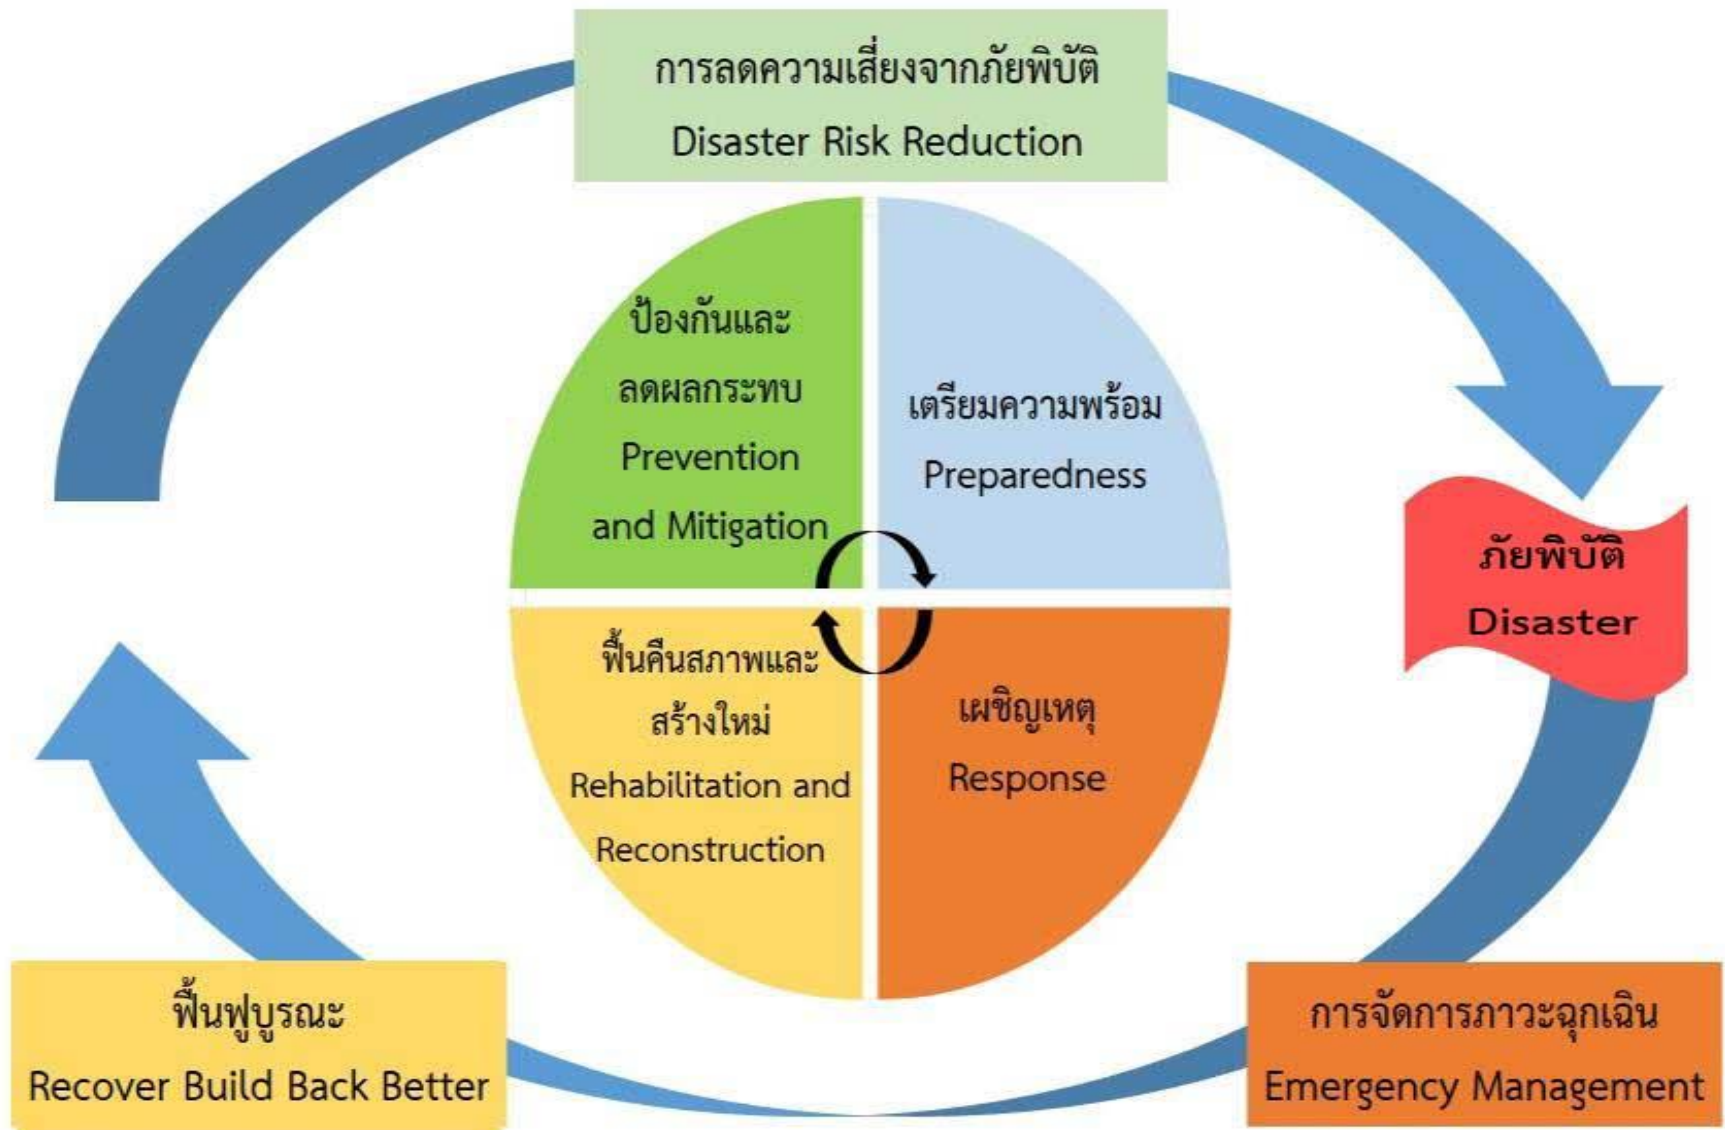 การลดความเสี่ยงจากภัยพิบัติ
Disaster Risk Reduction
ป้องกันและ
ลดผลกระทบ
Prevention
and Mitigation
เตรียมความพร้อม
Preparedness
ภัยพิบัติ
Disaster
ฟื้นคืนสภาพและ
สร้างใหม่
Rehabilitation and
Reconstruction
เผชิญเหตุ
Response
ฟื้นฟูบูรณะ
Recover Build Back Better
การจัดการภาวะฉุกเฉิน
Emergency Management